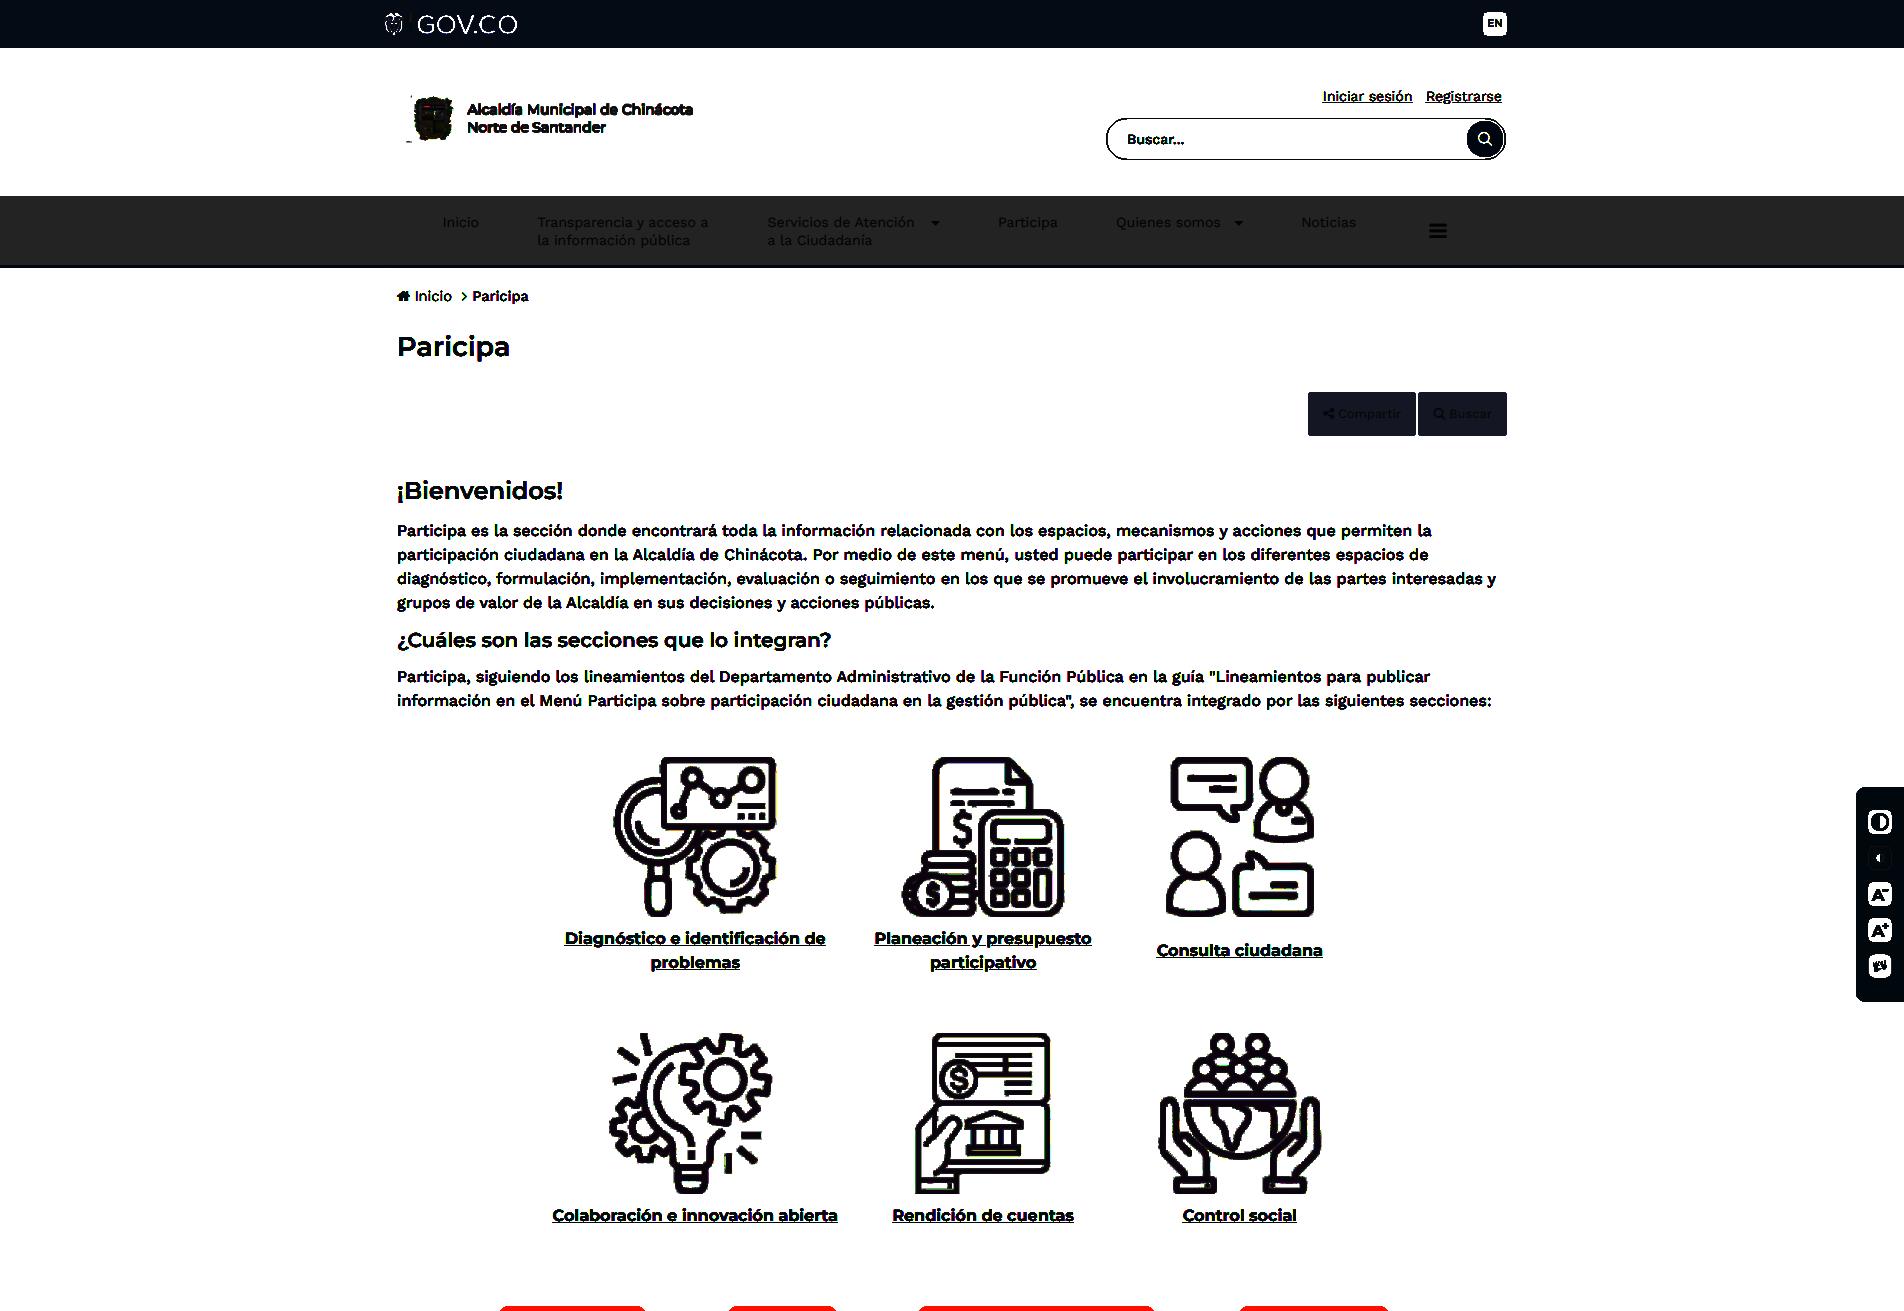 GOV.CO
EN
Alcaldía Municipal de Chinácota
Norte de Santander
Iniciar sesión Registrarse
Buscar...
Inicio
Transparencia y acceso a
la información pública
Servicios de Atención
a la Ciudadanía
Participa
Quienes somos
Noticias
Inicio > Paricipa
Paricipa
Compartir
Buscar
¡Bienvenidos!
Participa es la sección donde encontrará toda la información relacionada con los espacios, mecanismos y acciones que permiten la
participación ciudadana en la Alcaldía de Chinácota. Por medio de este menú, usted puede participar en los diferentes espacios de
diagnóstico, formulación, implementación, evaluación o seguimiento en los que se promueve el involucramiento de las partes interesadas y
grupos de valor de la Alcaldía en sus decisiones y acciones públicas.
¿Cuáles son las secciones que lo integran?
Participa, siguiendo los lineamientos del Departamento Administrativo de la Función Pública en la guía "Lineamientos para publicar
información en el Menú Participa sobre participación ciudadana en la gestión pública", se encuentra integrado por las siguientes secciones:
Diagnóstico e identificación de
problemas
Planeación y presupuesto
participativo
Consulta ciudadana
Colaboración e innovación abierta
Rendición de cuentas
Control social
A-
A+